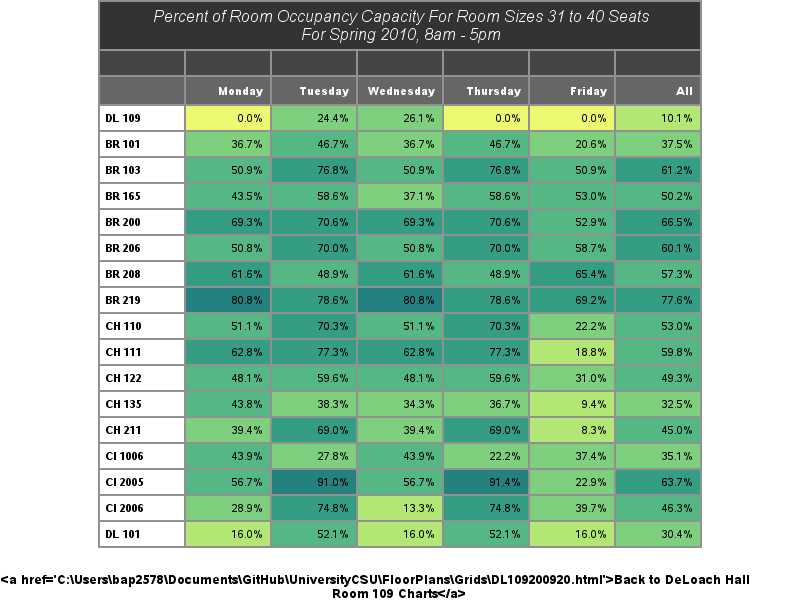 Percent of Room Occupancy Capacity For Room Sizes 31 to 40 Seats
For Spring 2010, 8am - 5pm
Monday Tuesday Wednesday Thursday Friday All
DL 109 0.0% 24.4% 26.1% 0.0% 0.0% 10.1%
BR 101 36.7% 46.7% 36.7% 46.7% 20.6% 37.5%
BR 103 50.9% 76.8% 50.9% 76.8% 50.9% 61.2%
BR 165 43.5% 58.6% 37.1% 58.6% 53.0% 50.2%
BR 200 69.3% 70.6% 69.3% 70.6% 52.9% 66.5%
BR 206 50.8% 70.0% 50.8% 70.0% 58.7% 60.1%
BR 208 61.6% 48.9% 61.6% 48.9% 65.4% 57.3%
BR 219 80.8% 78.6% 80.8% 78.6% 69.2% 77.6%
CH 110 51.1% 70.3% 51.1% 70.3% 22.2% 53.0%
CH 111 62.8% 77.3% 62.8% 77.3% 18.8% 59.8%
CH 122 48.1% 59.6% 48.1% 59.6% 31.0% 49.3%
CH 135 43.8% 38.3% 34.3% 36.7% 9.4% 32.5%
CH 211 39.4% 69.0% 39.4% 69.0% 8.3% 45.0%
CI 1006 43.9% 27.8% 43.9% 22.2% 37.4% 35.1%
CI 2005 56.7% 91.0% 56.7% 91.4% 22.9% 63.7%
CI 2006 28.9% 74.8% 13.3% 74.8% 39.7% 46.3%
DL 101 16.0% 52.1% 16.0% 52.1% 16.0% 30.4%
<a href='C:\Users\bap2578\Documents\GitHub\UniversityCSU\FloorPlans\Grids\DL109200920.html'>Back to DeLoach Hall
Room 109 Charts</a>